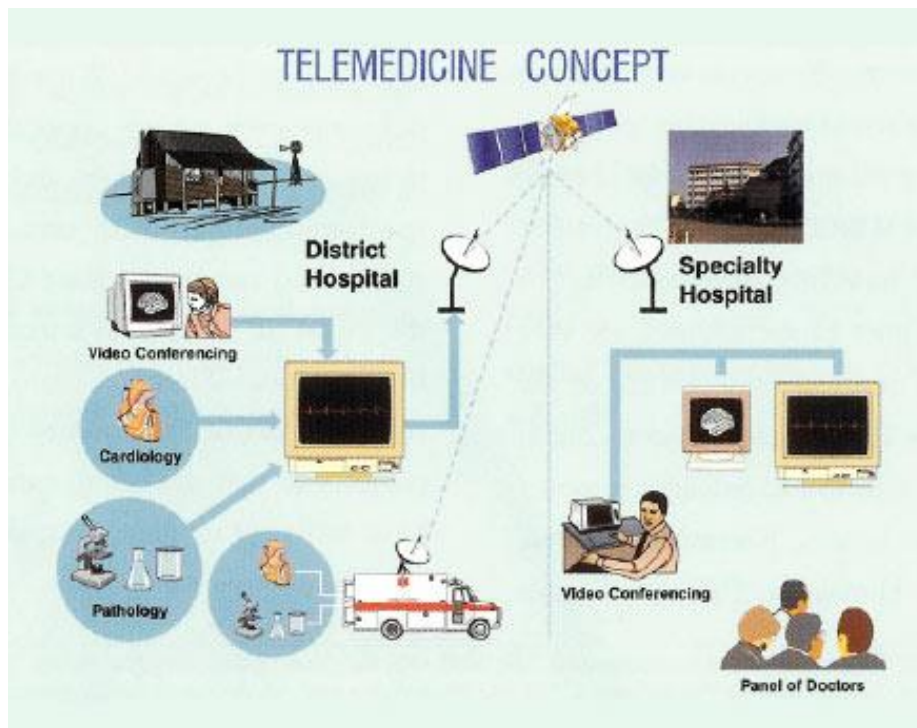 TELEMEDICINE CONCEPT
District
Hospital
Specialty
Hospital
Video Conferencing
Cardiology
Pathology
Video Conferencing
Panel of Doctors